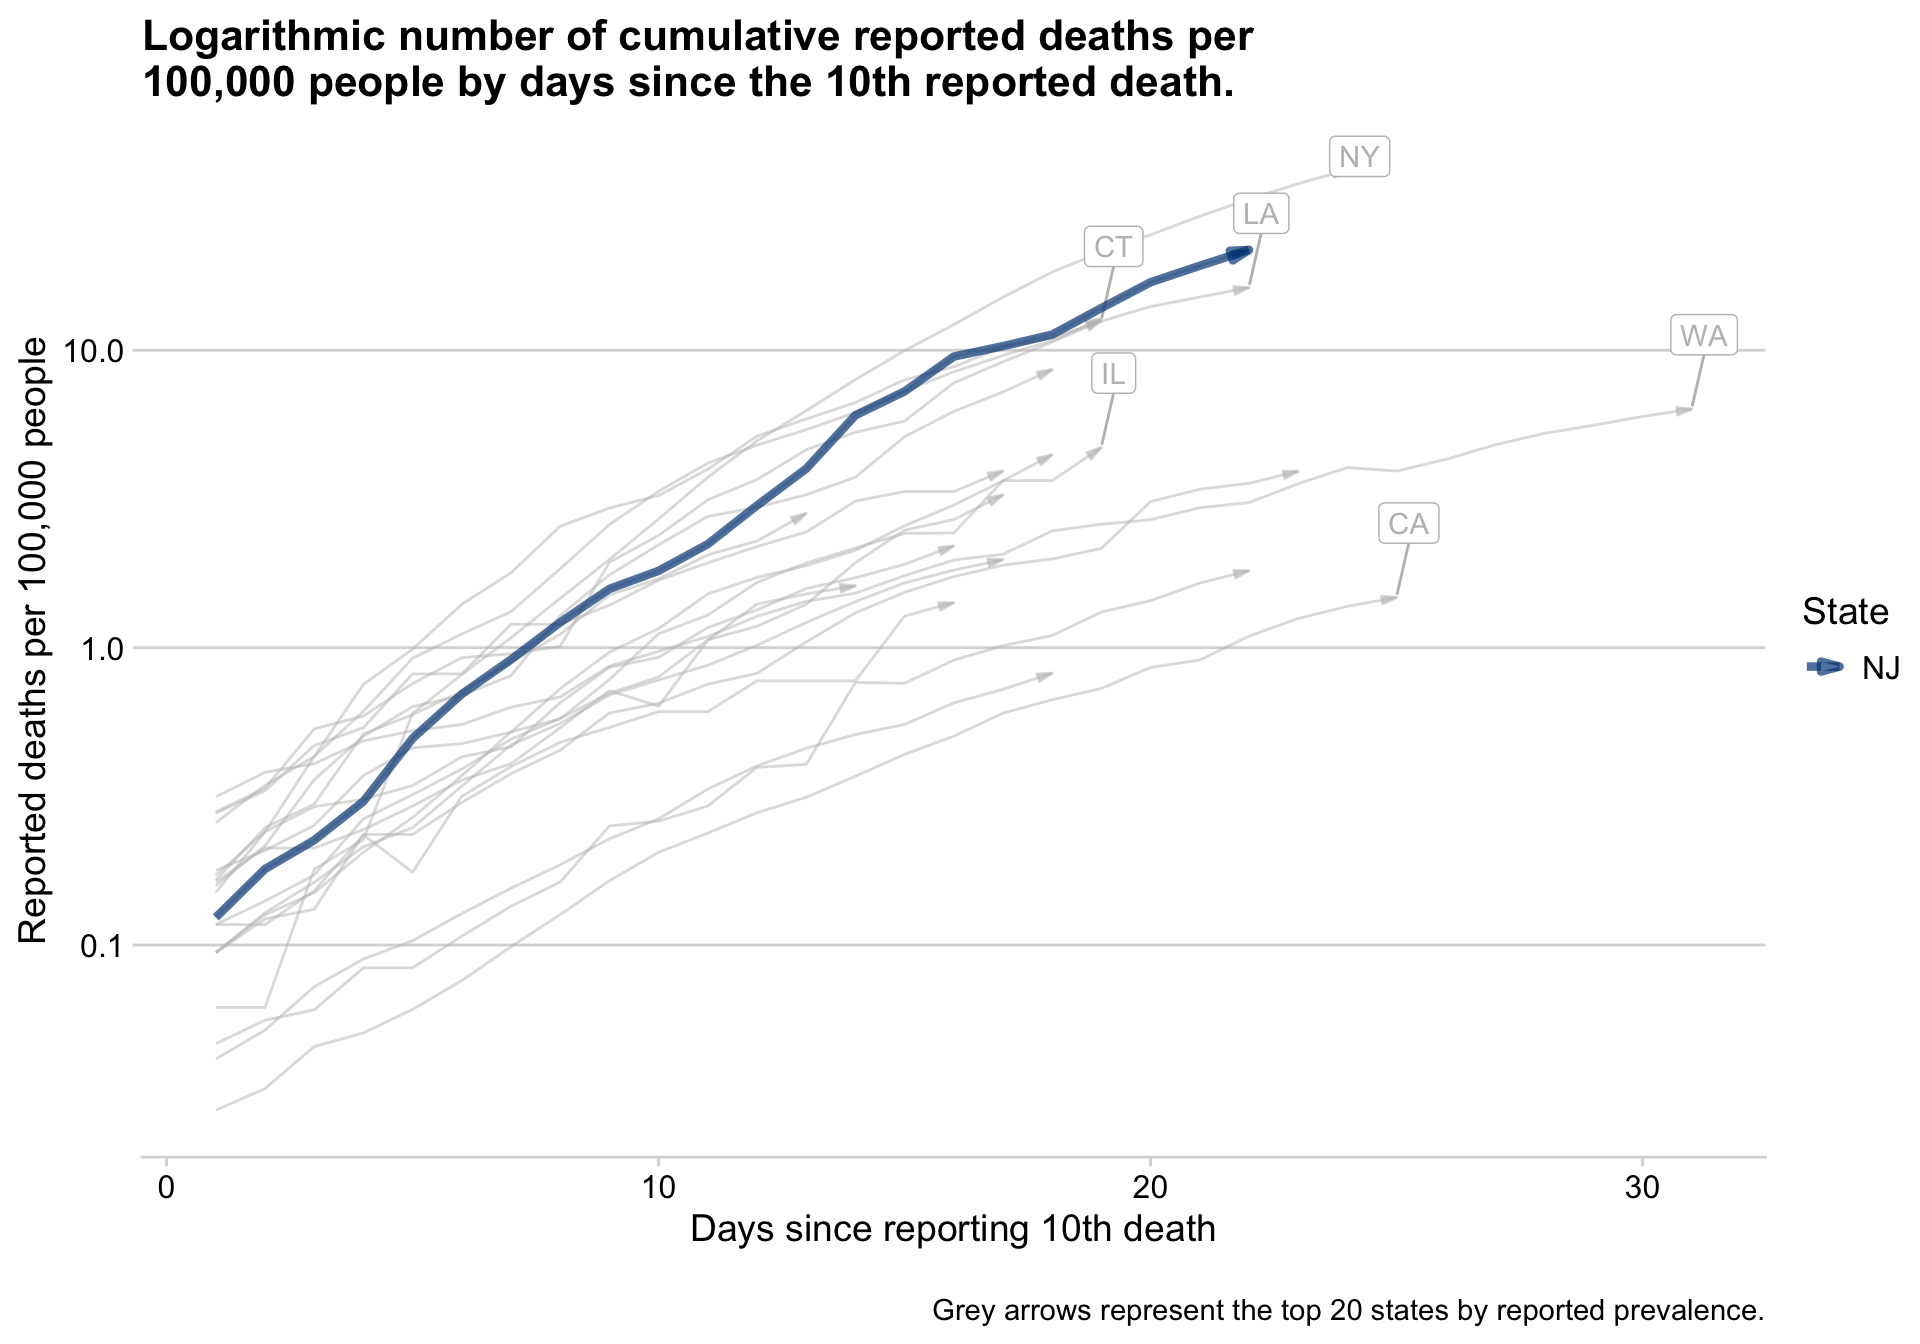 Logarithmic number of cumulative reported deaths per
100,000 people by days since the 10th reported death.
NY
LA
CT
WA
IL
CA
Reported deaths per 100,000 people
10.0
1.0
0.1
State
NJ
0 10 20 30
Days since reporting 10th death
Grey arrows represent the top 20 states by reported prevalence.